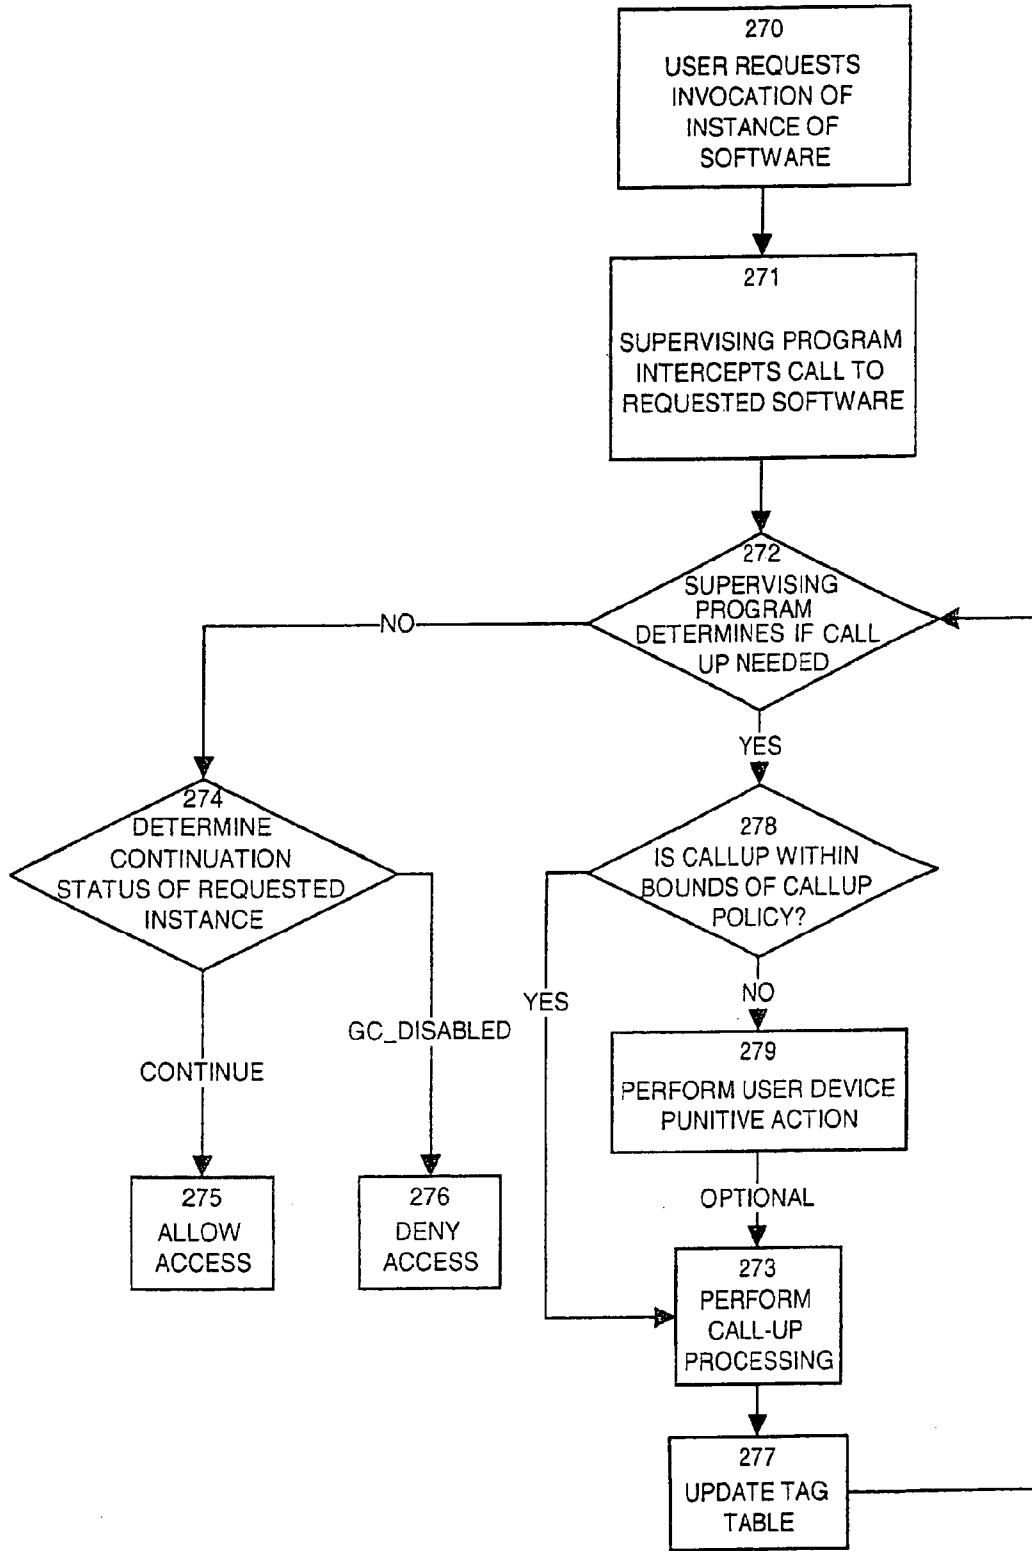 270
USER REQUESTS
INVOCATION OF
INSTANCE OF
SOFTWARE
271
SUPERVISING PROGRAM
INTERCEPTS CALL TO
REQUESTED SOFTWARE
272
SUPERVISING
PROGRAM
DETERMINES IF CALL
UP NEEDED
NO
YES
274
DETERMINE
CONTINUATION
STATUS OF REQUESTED
INSTANCE
278
IS CALLUP WITHIN
BOUNDS OF CALLUP
POLICY?
YES
NO
GC_DISABLED
CONTINUE
279
PERFORM USER DEVICE
PUNITIVE ACTION
OPTIONAL
275
ALLOW
ACCESS
276
DENY
ACCESS
273
PERFORM
CALL-UP
PROCESSING
277
UPDATE TAG
TABLE